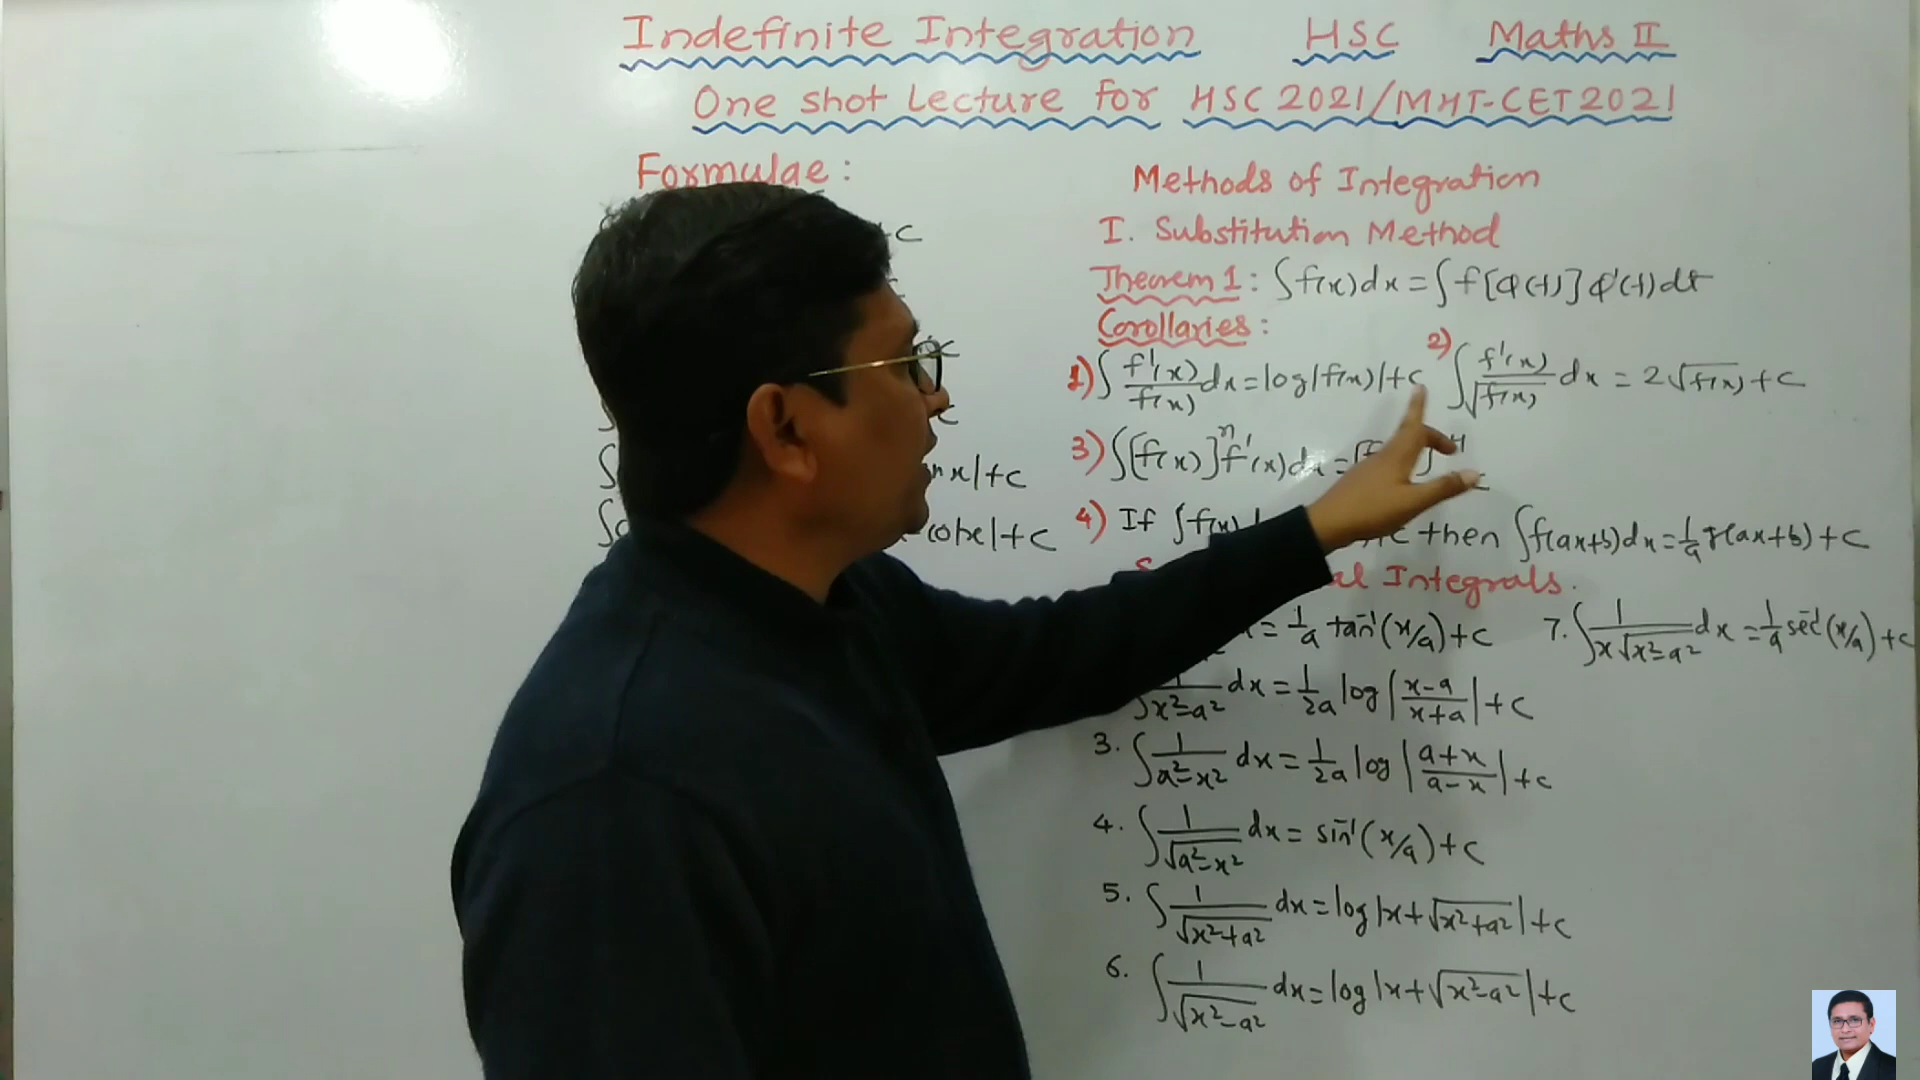 Indefinite Integration HSC Maths II
One shot Lecture for HSC 2021/MHT-CET 2021
Formulae:
+c
nx|+c
cotx|+c
Methods of Integration
I. Substitution Method
Theorem 1: ∫f(x)dx=∫f[φ(t)]φ'(t)dt
Corollaries:
1) ∫f'(x)/f(x) dx=log|f(x)|+c 2) ∫f'(x)/√f(x) dx = 2√f(x)+c
3) ∫[f(x)]ⁿf'(x)dx=
4) If ∫f(x) +c then ∫f(ax+b)dx=1/a g(ax+b)+c
Integrals.
x=1/a tan⁻¹(x/a)+c 7. ∫1/x√x²-a² dx=1/a sec⁻¹(x/a)+c
∫1/x²-a² dx=1/2a log|x-a/x+a|+c
3. ∫1/a²-x² dx=1/2a log|a+x/a-x|+c
4. ∫1/√a²-x² dx= sin⁻¹(x/a)+c
5. ∫1/√x²+a² dx=log|x+√x²+a²|+c
6. ∫1/√x²-a² dx=log|x+√x²-a²|+c